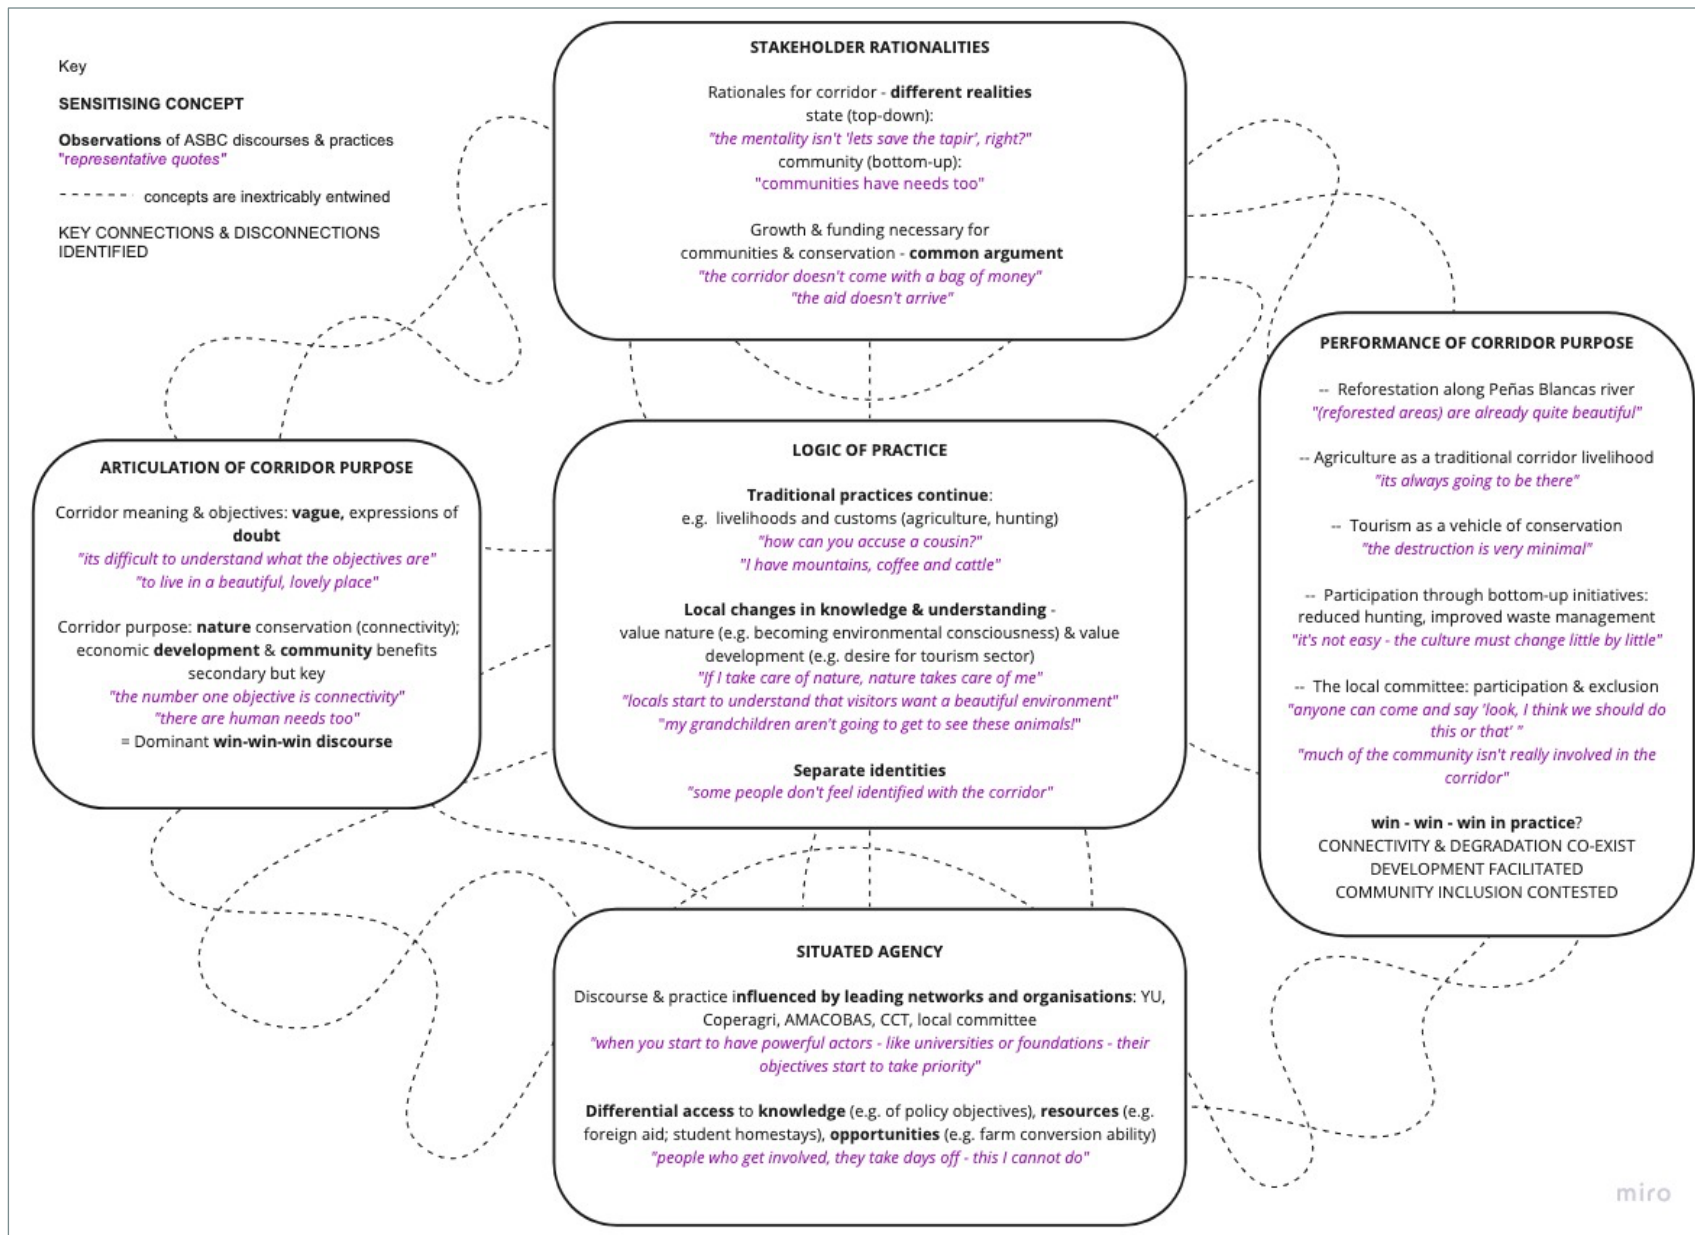 Key
SENSITISING CONCEPT
Observations of ASBC discourses & practices
"representative quotes"
concepts are inextricably entwined
KEY CONNECTIONS & DISCONNECTIONS
IDENTIFIED
STAKEHOLDER RATIONALITIES
Rationales for corridor - different realities
state (top-down):
"the mentality isn't 'lets save the tapir', right?"
community (bottom-up):
"communities have needs too"
Growth & funding necessary for
communities & conservation - common argument
"the corridor doesn't come with a bag of money"
"the aid doesn't arrive"
ARTICULATION OF CORRIDOR PURPOSE
Corridor meaning & objectives: vague, expressions of
doubt
"its difficult to understand what the objectives are"
"to live in a beautiful, lovely place"
Corridor purpose: nature conservation (connectivity);
economic development & community benefits
secondary but key
"the number one objective is connectivity"
"there are human needs too"
= Dominant win-win-win discourse
LOGIC OF PRACTICE
Traditional practices continue:
e.g. livelihoods and customs (agriculture, hunting)
"how can you accuse a cousin?"
"I have mountains, coffee and cattle"
Local changes in knowledge & understanding -
value nature (e.g. becoming environmental consciousness) & value
development (e.g. desire for tourism sector)
"If I take care of nature, nature takes care of me"
"locals start to understand that visitors want a beautiful environment"
"my grandchildren aren't going to get to see these animals!"
Separate identities
"some people don't feel identified with the corridor"
PERFORMANCE OF CORRIDOR PURPOSE
-- Reforestation along Peñas Blancas river
"(reforested areas) are already quite beautiful"
-- Agriculture as a traditional corridor livelihood
"its always going to be there"
-- Tourism as a vehicle of conservation
"the destruction is very minimal"
-- Participation through bottom-up initiatives:
reduced hunting, improved waste management
"it's not easy - the culture must change little by little"
-- The local committee: participation & exclusion
"anyone can come and say 'look, I think we should do
this or that' "
"much of the community isn't really involved in the
corridor"
win - win - win in practice?
CONNECTIVITY & DEGRADATION CO-EXIST
DEVELOPMENT FACILITATED
COMMUNITY INCLUSION CONTESTED
SITUATED AGENCY
Discourse & practice influenced by leading networks and organisations: YU,
Coperagri, AMACOBAS, CCT, local committee
"when you start to have powerful actors - like universities or foundations - their
objectives start to take priority"
Differential access to knowledge (e.g. of policy objectives), resources (e.g.
foreign aid; student homestays), opportunities (e.g. farm conversion ability)
"people who get involved, they take days off - this I cannot do"
miro